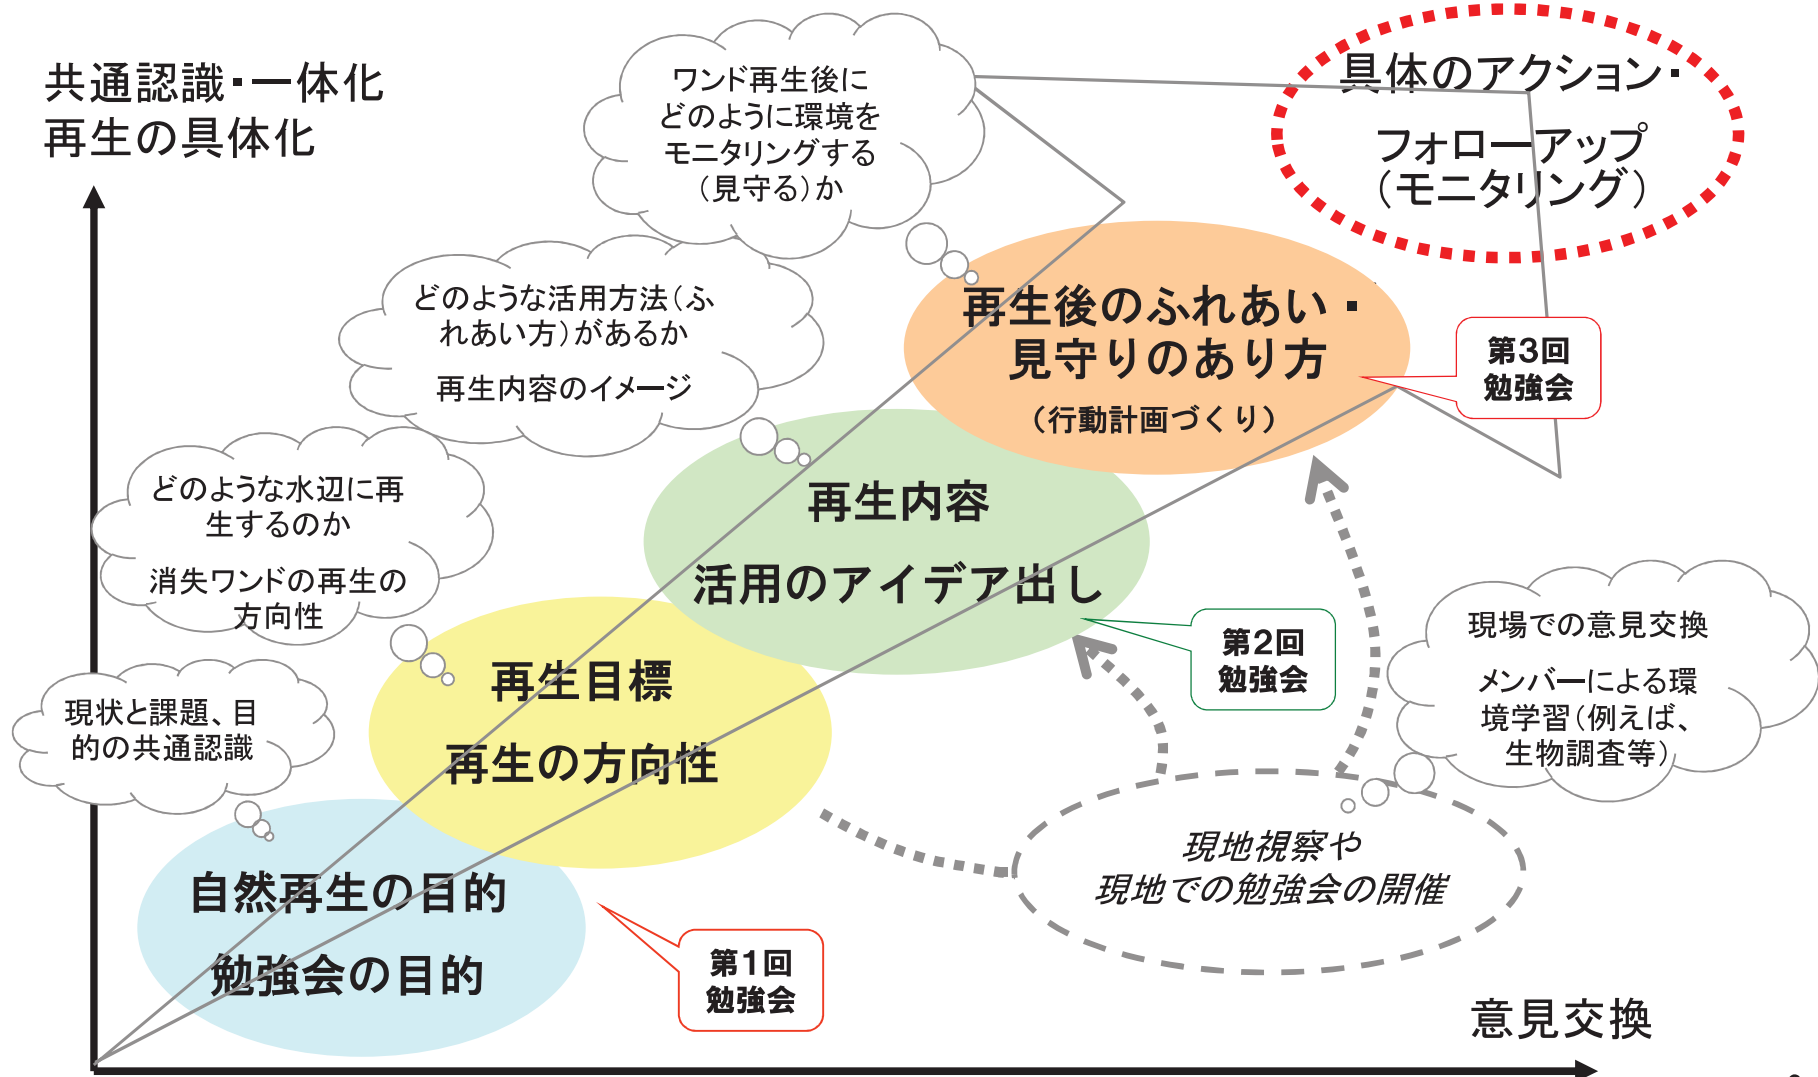 共通認識・一体化
再生の具体化
ワンド再生後に
どのように環境を
モニタリングする
（見守る）か
具体のアクション・
フォローアップ
（モニタリング）
どのような活用方法（ふ
れあい方）があるか
再生内容のイメージ
再生後のふれあい・
見守りのあり方
（行動計画づくり）
第3回
勉強会
どのような水辺に再
生するのか
消失ワンドの再生の
方向性
再生内容
活用のアイデア出し
第2回
勉強会
現場での意見交換
メンバーによる環
境学習（例えば、
生物調査等）
現状と課題、目
的の共通認識
再生目標
再生の方向性
現地視察や
現地での勉強会の開催
自然再生の目的
勉強会の目的
第1回
勉強会
意見交換